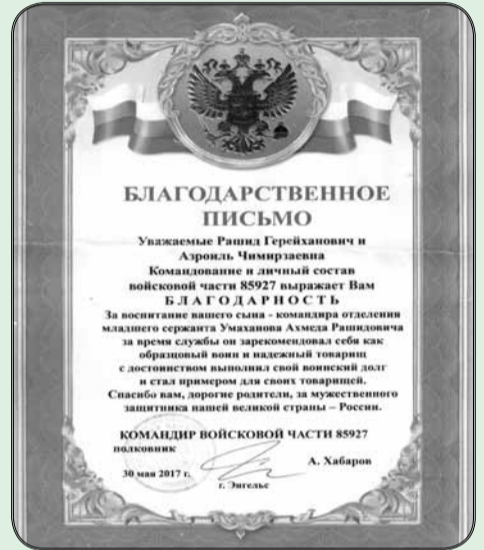 БЛАГОДАРСТВЕННОЕ
ПИСЬМО
Уважаемые Рашид Герейханович и
Азроиль Чимирзаевна
Командование и личный состав
войсковой части 85927 выражает Вам
БЛАГОДАРНОСТЬ
За воспитание вашего сына - командира отделения
младшего сержанта Умаханова Ахмеда Рашидовича
за время службы он зарекомендовал себя как
образцовый воин и надежный товарищ
с достоинством выполнил свой воинский долг
и стал примером для своих товарищей.
Спасибо вам, дорогие родители, за мужественного
защитника нашей великой страны – России.
КОМАНДИР ВОЙСКОВОЙ ЧАСТИ 85927
полковник
А. Хабаров
30 мая 2017 г.
г. Энгельс